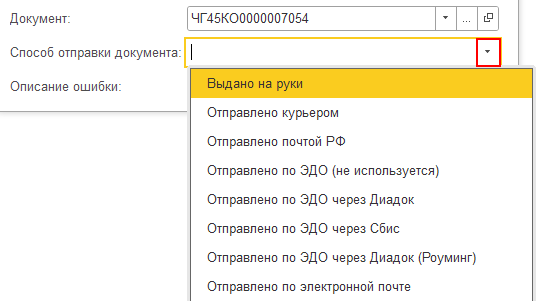 Документ: ЧГ45КО0000007054 ...
Способ отправки документа:
Описание ошибки:
Выдано на руки
Отправлено курьером
Отправлено почтой РФ
Отправлено по ЭДО (не используется)
Отправлено по ЭДО через Диадок
Отправлено по ЭДО через Сбис
Отправлено по ЭДО через Диадок (Роуминг)
Отправлено по электронной почте